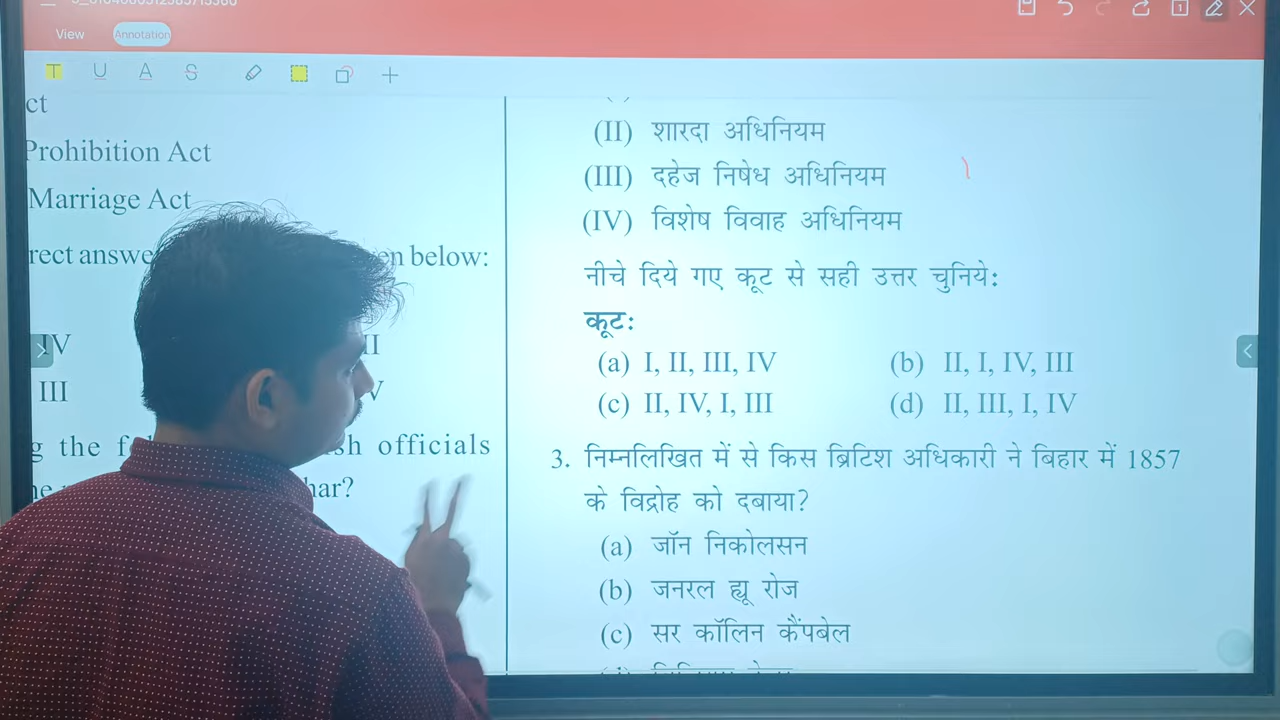 View Annotation
T U A S
ct
Prohibition Act
Marriage Act
rect answe en below:
IV II
III V
g the f sh officials
har?
(II) शारदा अधिनियम
(III) दहेज निषेध अधिनियम
(IV) विशेष विवाह अधिनियम
नीचे दिये गए कूट से सही उत्तर चुनिये:
कूटः
(a) I, II, III, IV (b) II, I, IV, III
(c) II, IV, I, III (d) II, III, I, IV
3. निम्नलिखित में से किस ब्रिटिश अधिकारी ने बिहार में 1857
के विद्रोह को दबाया?
(a) जॉन निकोलसन
(b) जनरल ह्यू रोज
(c) सर कॉलिन कैंपबेल